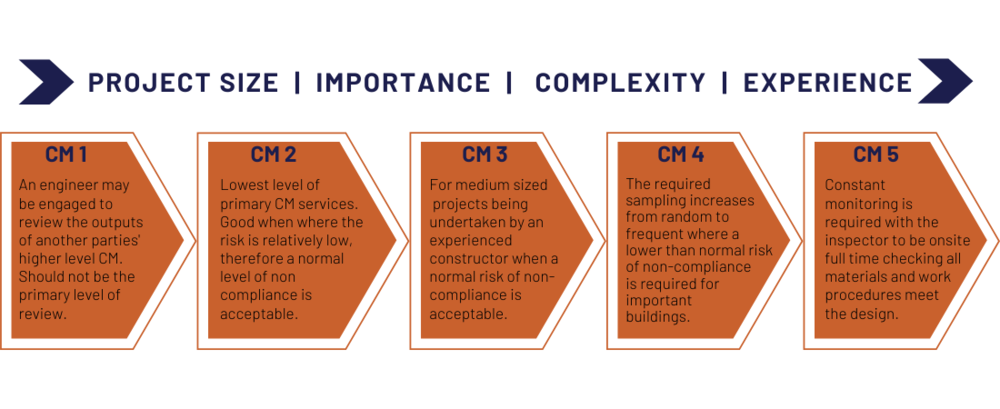 PROJECT SIZE | IMPORTANCE | COMPLEXITY | EXPERIENCE
CM 1
An engineer may
be engaged to
review the outputs
of another parties'
higher level CM.
Should not be the
primary level of
review.
CM 2
Lowest level of
primary CM services.
Good when where the
risk is relatively low,
therefore a normal
level of non
compliance is
acceptable.
CM 3
For medium sized
projects being
undertaken by an
experienced
constructor when a
normal risk of non-
compliance is
acceptable.
CM 4
The required
sampling increases
from random to
frequent where a
lower than normal risk
of non-compliance
is required for
important
buildings.
CM 5
Constant
monitoring is
required with the
inspector to be onsite
full time checking all
materials and work
procedures meet
the design.